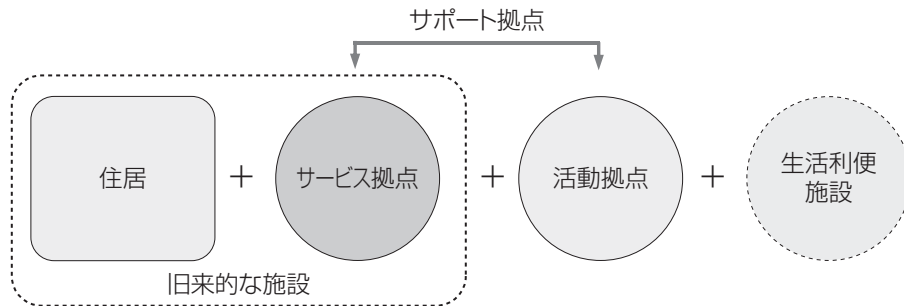 サポート拠点
住居
+
サービス拠点
+
活動拠点
+
生活利便
施設
旧来的な施設